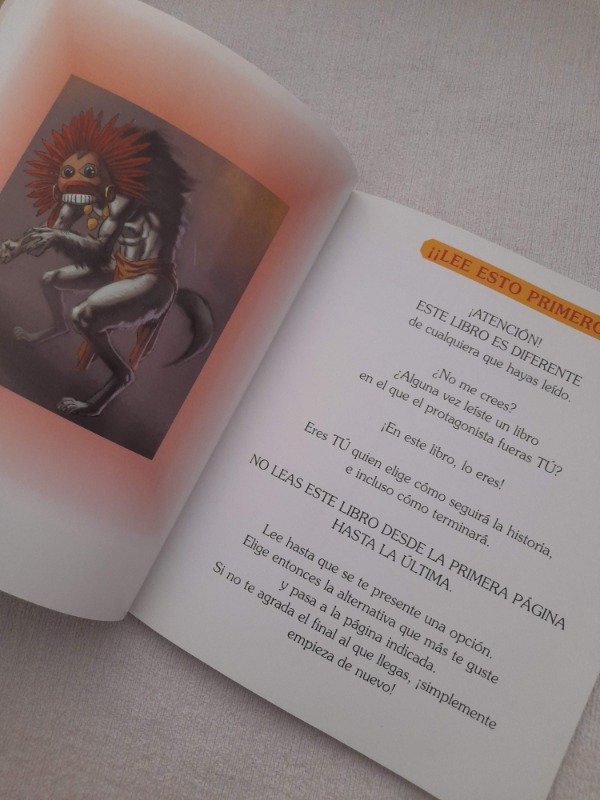 ¡¡LEE ESTO PRIMERO
¡ATENCIÓN!
ESTE LIBRO ES DIFERENTE
de cualquiera que hayas leído.
¿No me crees?
¿Alguna vez leíste un libro
en el que el protagonista fueras TÚ?
¡En este libro, lo eres!
Eres TÚ quien elige cómo seguirá la historia,
e incluso cómo terminará.
NO LEAS ESTE LIBRO DESDE LA PRIMERA PÁGINA
HASTA LA ÚLTIMA.
Lee hasta que se te presente una opción.
Elige entonces la alternativa que más te guste
y pasa a la página indicada.
Si no te agrada el final al que llegas, ¡simplemente
empieza de nuevo!